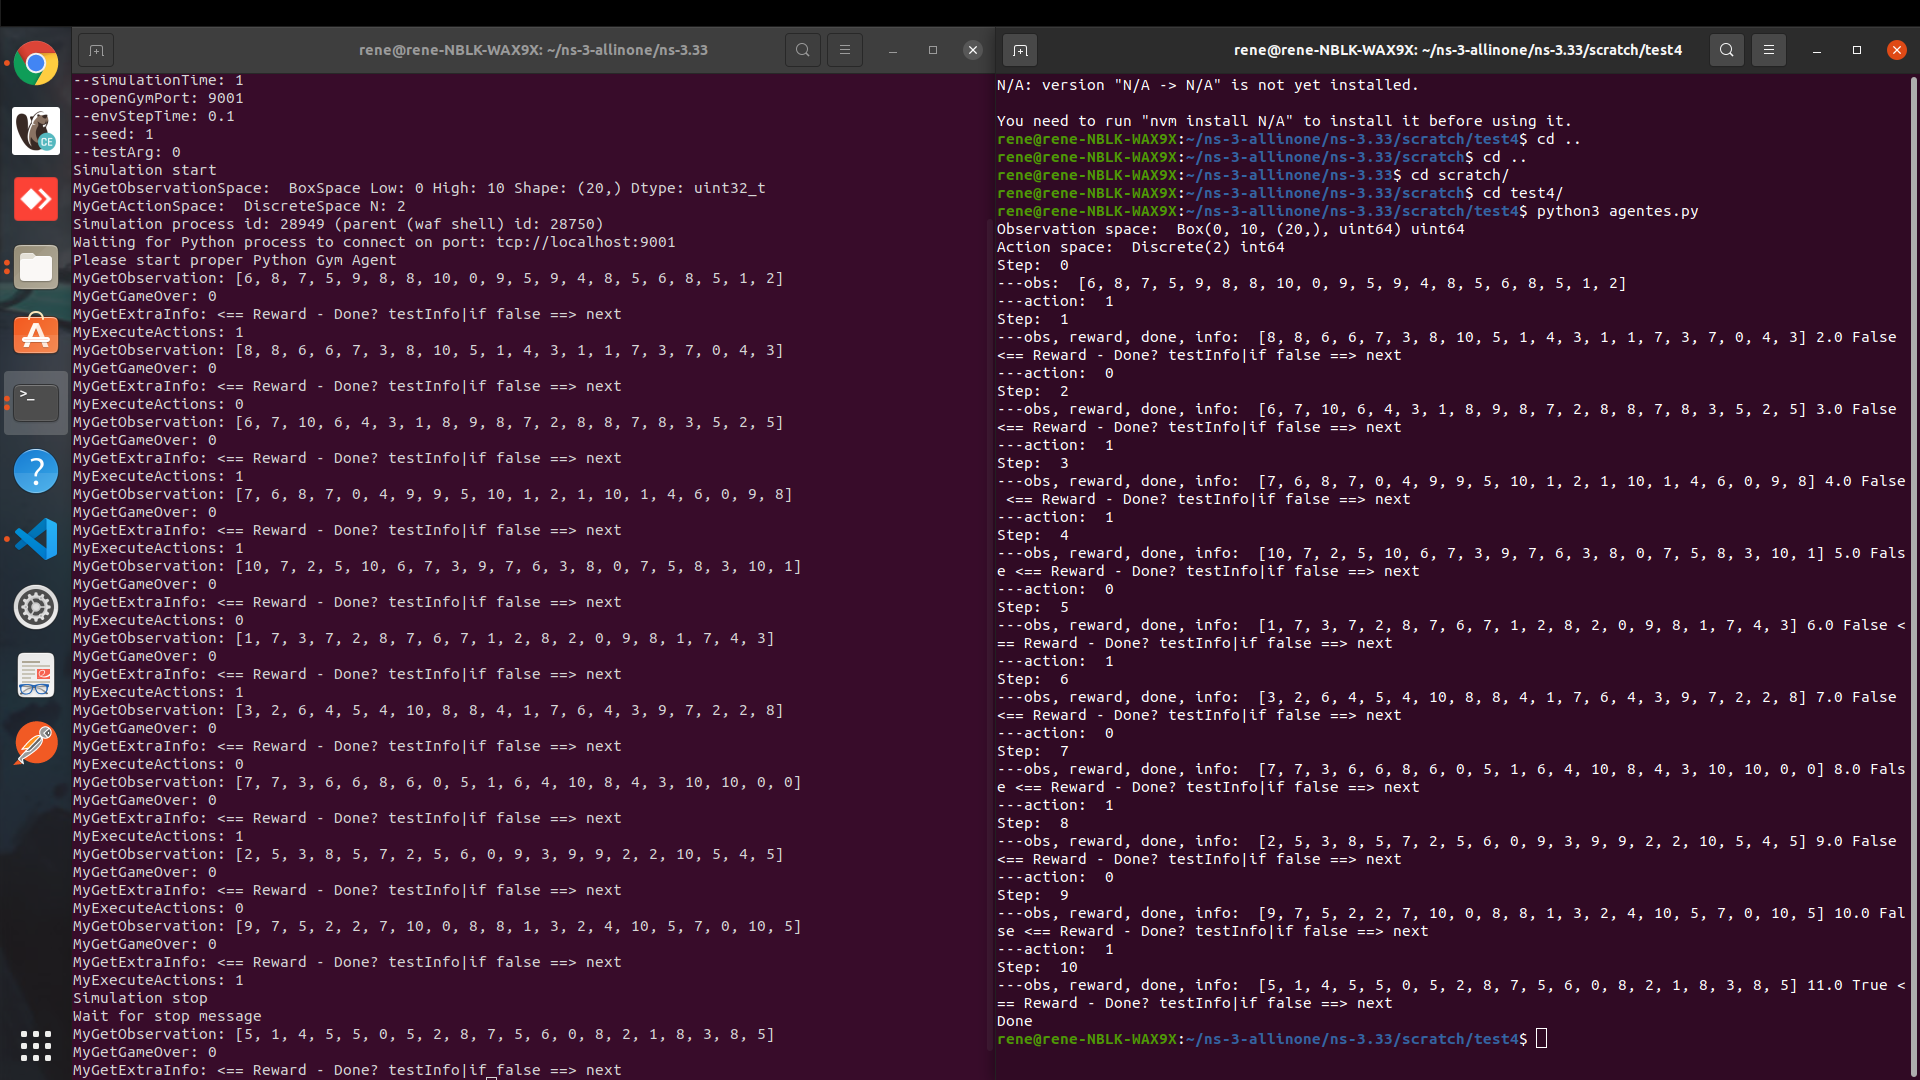 rene@rene-NBLK-WAX9X: ~/ns-3-allinone/ns-3.33
--simulationTime: 1
--openGymPort: 9001
--envStepTime: 0.1
--seed: 1
--testArg: 0
Simulation start
MyGetObservationSpace:  BoxSpace Low: 0 High: 10 Shape: (20,) Dtype: uint32_t
MyGetActionSpace:  DiscreteSpace N: 2
Simulation process id: 28949 (parent (waf shell) id: 28750)
Waiting for Python process to connect on port: tcp://localhost:9001
Please start proper Python Gym Agent
MyGetObservation: [6, 8, 7, 5, 9, 8, 8, 10, 0, 9, 5, 9, 4, 8, 5, 6, 8, 5, 1, 2]
MyGetGameOver: 0
MyGetExtraInfo: <== Reward - Done? testInfo|if false ==> next
MyExecuteActions: 1
MyGetObservation: [8, 8, 6, 6, 7, 3, 8, 10, 5, 1, 4, 3, 1, 1, 7, 3, 7, 0, 4, 3]
MyGetGameOver: 0
MyGetExtraInfo: <== Reward - Done? testInfo|if false ==> next
MyExecuteActions: 0
MyGetObservation: [6, 7, 10, 6, 4, 3, 1, 8, 9, 8, 7, 2, 8, 8, 7, 8, 3, 5, 2, 5]
MyGetGameOver: 0
MyGetExtraInfo: <== Reward - Done? testInfo|if false ==> next
MyExecuteActions: 1
MyGetObservation: [7, 6, 8, 7, 0, 4, 9, 9, 5, 10, 1, 2, 1, 10, 1, 4, 6, 0, 9, 8]
MyGetGameOver: 0
MyGetExtraInfo: <== Reward - Done? testInfo|if false ==> next
MyExecuteActions: 1
MyGetObservation: [10, 7, 2, 5, 10, 6, 7, 3, 9, 7, 6, 3, 8, 0, 7, 5, 8, 3, 10, 1]
MyGetGameOver: 0
MyGetExtraInfo: <== Reward - Done? testInfo|if false ==> next
MyExecuteActions: 0
MyGetObservation: [1, 7, 3, 7, 2, 8, 7, 6, 7, 1, 2, 8, 2, 0, 9, 8, 1, 7, 4, 3]
MyGetGameOver: 0
MyGetExtraInfo: <== Reward - Done? testInfo|if false ==> next
MyExecuteActions: 1
MyGetObservation: [3, 2, 6, 4, 5, 4, 10, 8, 8, 4, 1, 7, 6, 4, 3, 9, 7, 2, 2, 8]
MyGetGameOver: 0
MyGetExtraInfo: <== Reward - Done? testInfo|if false ==> next
MyExecuteActions: 0
MyGetObservation: [7, 7, 3, 6, 6, 8, 6, 0, 5, 1, 6, 4, 10, 8, 4, 3, 10, 10, 0, 0]
MyGetGameOver: 0
MyGetExtraInfo: <== Reward - Done? testInfo|if false ==> next
MyExecuteActions: 1
MyGetObservation: [2, 5, 3, 8, 5, 7, 2, 5, 6, 0, 9, 3, 9, 9, 2, 2, 10, 5, 4, 5]
MyGetGameOver: 0
MyGetExtraInfo: <== Reward - Done? testInfo|if false ==> next
MyExecuteActions: 0
MyGetObservation: [9, 7, 5, 2, 2, 7, 10, 0, 8, 8, 1, 3, 2, 4, 10, 5, 7, 0, 10, 5]
MyGetGameOver: 0
MyGetExtraInfo: <== Reward - Done? testInfo|if false ==> next
MyExecuteActions: 1
Simulation stop
Wait for stop message
MyGetObservation: [5, 1, 4, 5, 5, 0, 5, 2, 8, 7, 5, 6, 0, 8, 2, 1, 8, 3, 8, 5]
MyGetGameOver: 0
MyGetExtraInfo: <== Reward - Done? testInfo|if false ==> next
rene@rene-NBLK-WAX9X: ~/ns-3-allinone/ns-3.33/scratch/test4
N/A: version "N/A -> N/A" is not yet installed.
You need to run "nvm install N/A" to install it before using it.
rene@rene-NBLK-WAX9X:~/ns-3-allinone/ns-3.33/scratch/test4$ cd ..
rene@rene-NBLK-WAX9X:~/ns-3-allinone/ns-3.33/scratch$ cd ..
rene@rene-NBLK-WAX9X:~/ns-3-allinone/ns-3.33$ cd scratch/
rene@rene-NBLK-WAX9X:~/ns-3-allinone/ns-3.33/scratch$ cd test4/
rene@rene-NBLK-WAX9X:~/ns-3-allinone/ns-3.33/scratch/test4$ python3 agentes.py
Observation space:  Box(0, 10, (20,), uint64) uint64
Action space:  Discrete(2) int64
Step:  0
---obs:  [6, 8, 7, 5, 9, 8, 8, 10, 0, 9, 5, 9, 4, 8, 5, 6, 8, 5, 1, 2]
---action:  1
Step:  1
---obs, reward, done, info:  [8, 8, 6, 6, 7, 3, 8, 10, 5, 1, 4, 3, 1, 1, 7, 3, 7, 0, 4, 3] 2.0 False
<== Reward - Done? testInfo|if false ==> next
---action:  0
Step:  2
---obs, reward, done, info:  [6, 7, 10, 6, 4, 3, 1, 8, 9, 8, 7, 2, 8, 8, 7, 8, 3, 5, 2, 5] 3.0 False
<== Reward - Done? testInfo|if false ==> next
---action:  1
Step:  3
---obs, reward, done, info:  [7, 6, 8, 7, 0, 4, 9, 9, 5, 10, 1, 2, 1, 10, 1, 4, 6, 0, 9, 8] 4.0 False
 <== Reward - Done? testInfo|if false ==> next
---action:  1
Step:  4
---obs, reward, done, info:  [10, 7, 2, 5, 10, 6, 7, 3, 9, 7, 6, 3, 8, 0, 7, 5, 8, 3, 10, 1] 5.0 Fals
e <== Reward - Done? testInfo|if false ==> next
---action:  0
Step:  5
---obs, reward, done, info:  [1, 7, 3, 7, 2, 8, 7, 6, 7, 1, 2, 8, 2, 0, 9, 8, 1, 7, 4, 3] 6.0 False <
== Reward - Done? testInfo|if false ==> next
---action:  1
Step:  6
---obs, reward, done, info:  [3, 2, 6, 4, 5, 4, 10, 8, 8, 4, 1, 7, 6, 4, 3, 9, 7, 2, 2, 8] 7.0 False
<== Reward - Done? testInfo|if false ==> next
---action:  0
Step:  7
---obs, reward, done, info:  [7, 7, 3, 6, 6, 8, 6, 0, 5, 1, 6, 4, 10, 8, 4, 3, 10, 10, 0, 0] 8.0 Fals
e <== Reward - Done? testInfo|if false ==> next
---action:  1
Step:  8
---obs, reward, done, info:  [2, 5, 3, 8, 5, 7, 2, 5, 6, 0, 9, 3, 9, 9, 2, 2, 10, 5, 4, 5] 9.0 False
<== Reward - Done? testInfo|if false ==> next
---action:  0
Step:  9
---obs, reward, done, info:  [9, 7, 5, 2, 2, 7, 10, 0, 8, 8, 1, 3, 2, 4, 10, 5, 7, 0, 10, 5] 10.0 Fal
se <== Reward - Done? testInfo|if false ==> next
---action:  1
Step:  10
---obs, reward, done, info:  [5, 1, 4, 5, 5, 0, 5, 2, 8, 7, 5, 6, 0, 8, 2, 1, 8, 3, 8, 5] 11.0 True <
== Reward - Done? testInfo|if false ==> next
Done
rene@rene-NBLK-WAX9X:~/ns-3-allinone/ns-3.33/scratch/test4$
CE